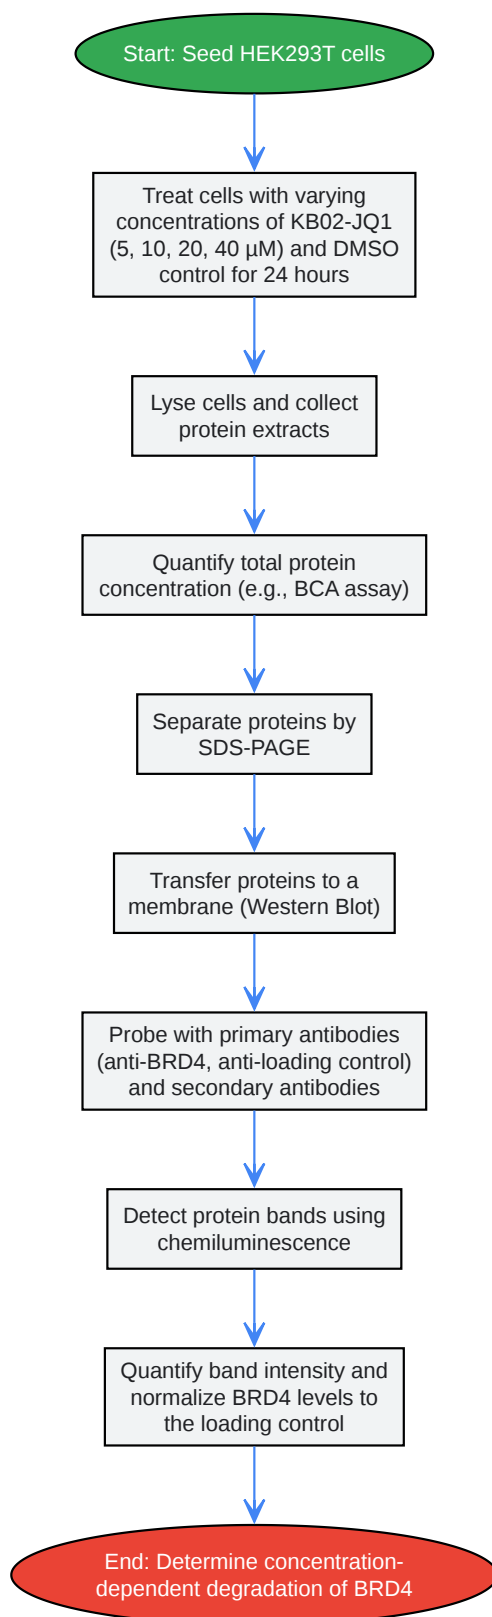 Start: Seed HEK293T cells
Treat cells with varying
concentrations of KB02-JQ1
(5, 10, 20, 40 µM) and DMSO
control for 24 hours
Lyse cells and collect
protein extracts
Quantify total protein
concentration (e.g., BCA assay)
Separate proteins by
SDS-PAGE
Transfer proteins to a
membrane (Western Blot)
Probe with primary antibodies
(anti-BRD4, anti-loading control)
and secondary antibodies
Detect protein bands using
chemiluminescence
Quantify band intensity and
normalize BRD4 levels to
the loading control
End: Determine concentration-
dependent degradation of BRD4